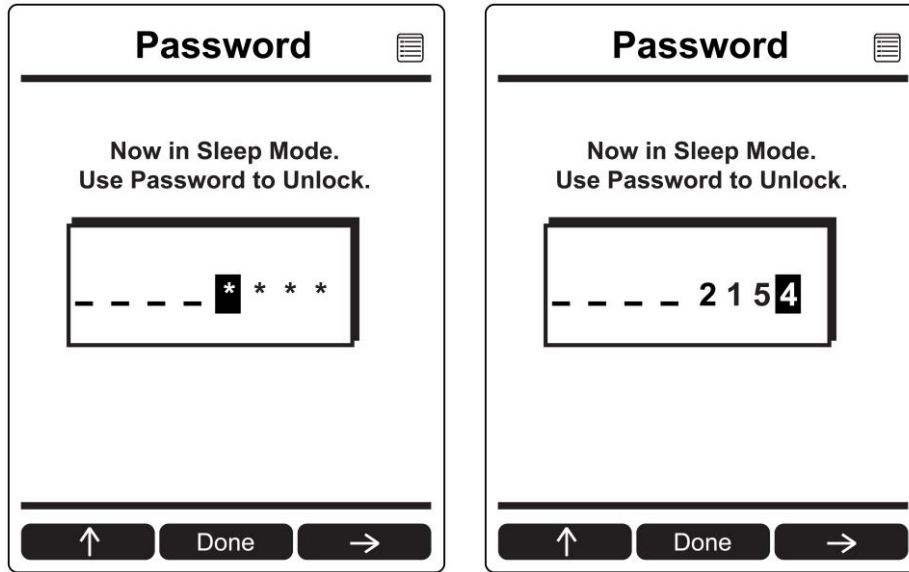 Password
Now in Sleep Mode.
Use Password to Unlock.
_ _ _ _ * * * *
↑ Done →
Password
Now in Sleep Mode.
Use Password to Unlock.
_ _ _ _ 2 1 5 4
↑ Done →